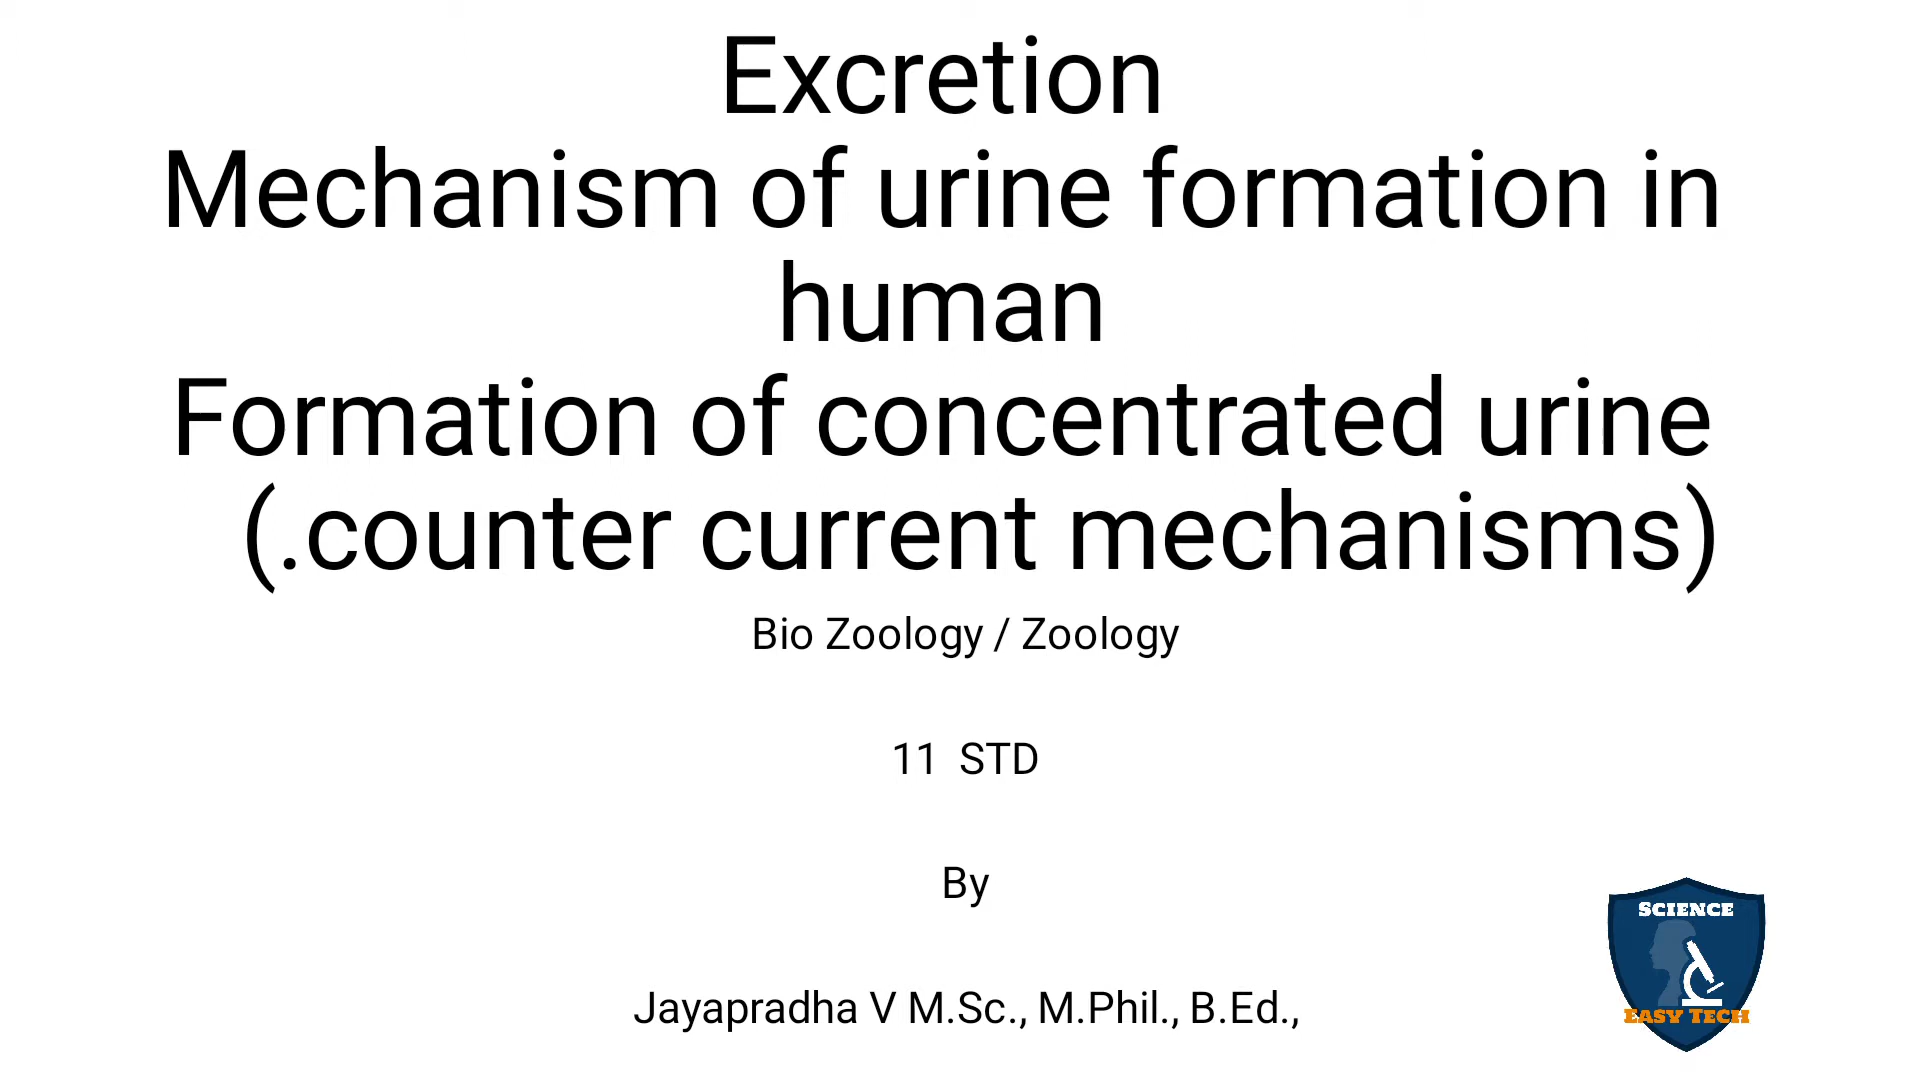 Excretion
Mechanism of urine formation in
human
Formation of concentrated urine
(.counter current mechanisms)
Bio Zoology / Zoology
11 STD
By
Jayapradha V M.Sc., M.Phil., B.Ed.,
SCIENCE
EASY TECH